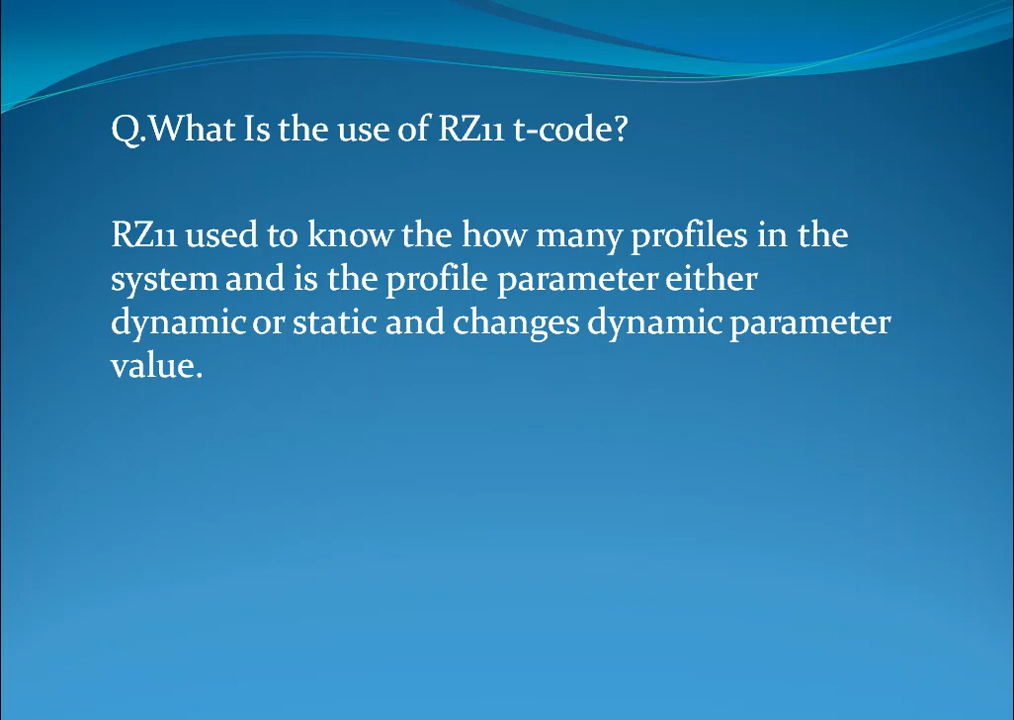 Q.What Is the use of RZ11 t-code?
RZ11 used to know the how many profiles in the
system and is the profile parameter either
dynamic or static and changes dynamic parameter
value.